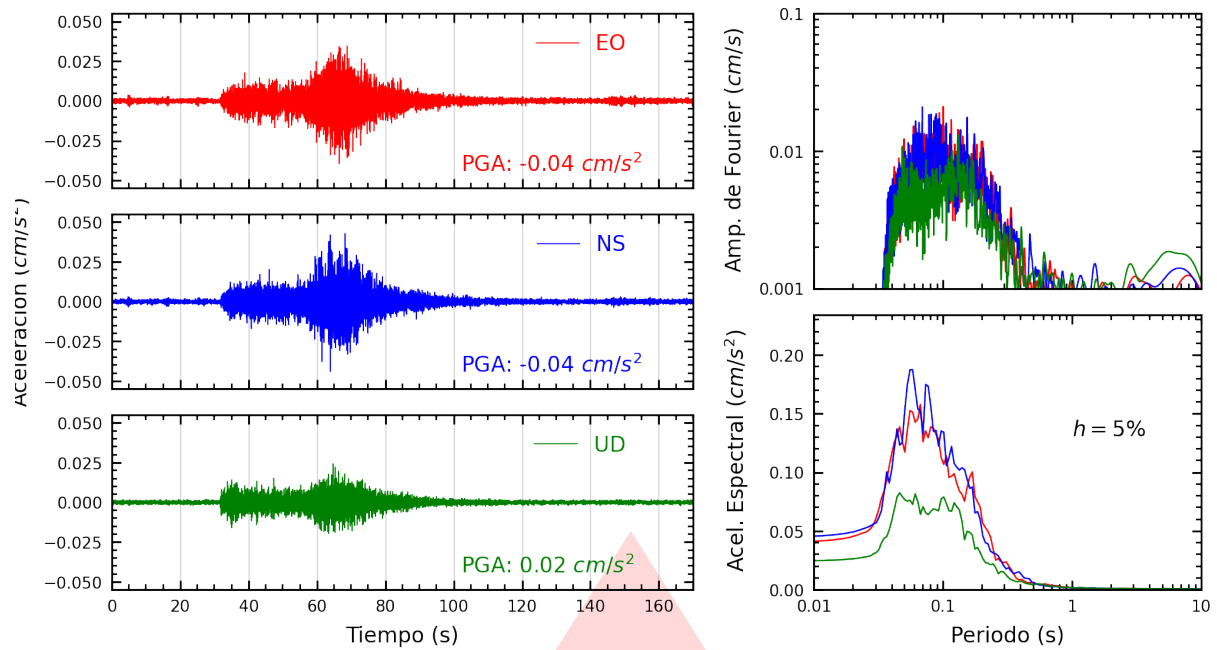 0.050
0.025
0.000
−0.025
−0.050
EO
PGA: -0.04 cm/s²
0.050
0.025
0.000
−0.025
−0.050
NS
PGA: -0.04 cm/s²
Aceleracion (cm/s²)
0.050
0.025
0.000
−0.025
−0.050
UD
PGA: 0.02 cm/s²
0 20 40 60 80 100 120 140 160
Tiempo (s)
0.1
0.01
0.001
Amp. de Fourier (cm/s)
0.20
0.15
0.10
0.05
0.00
Acel. Espectral (cm/s²)
h = 5%
0.01 0.1 1 10
Periodo (s)